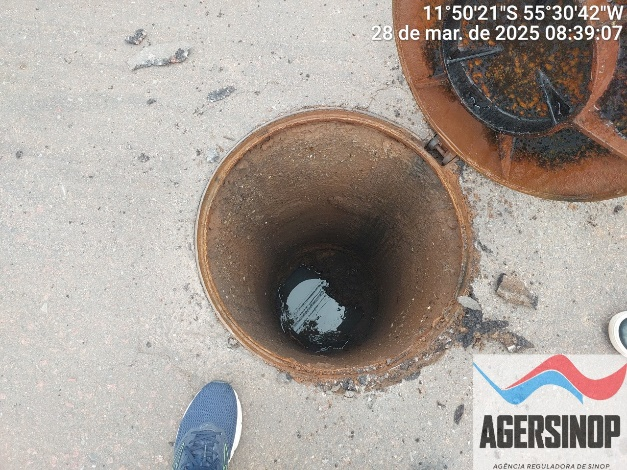 11°50'21"S 55°30'42"W
28 de mar. de 2025 08:39:07
AGERSINOP
AGÊNCIA REGULADORA DE SINOP